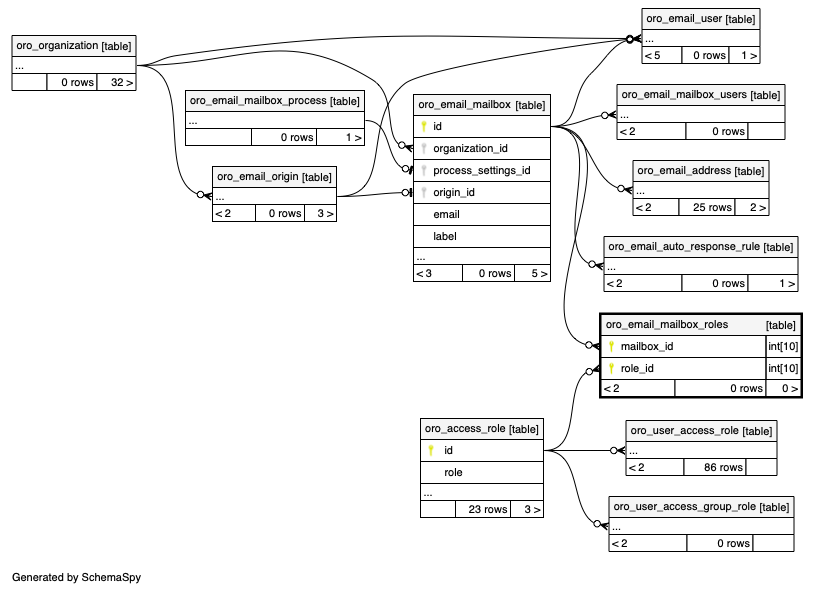 oro_organization [table]
...
0 rows 32 >
oro_email_mailbox_process [table]
...
0 rows 1 >
oro_email_origin [table]
...
< 2 0 rows 3 >
oro_email_mailbox [table]
id
organization_id
process_settings_id
origin_id
email
label
...
< 3 0 rows 5 >
oro_access_role [table]
id
role
...
23 rows 3 >
oro_email_user [table]
...
< 5 0 rows 1 >
oro_email_mailbox_users [table]
...
< 2 0 rows
oro_email_address [table]
...
< 2 25 rows 2 >
oro_email_auto_response_rule [table]
...
< 2 0 rows 1 >
oro_email_mailbox_roles [table]
mailbox_id int[10]
role_id int[10]
< 2 0 rows 0 >
oro_user_access_role [table]
...
< 2 86 rows
oro_user_access_group_role [table]
...
< 2 0 rows
Generated by SchemaSpy